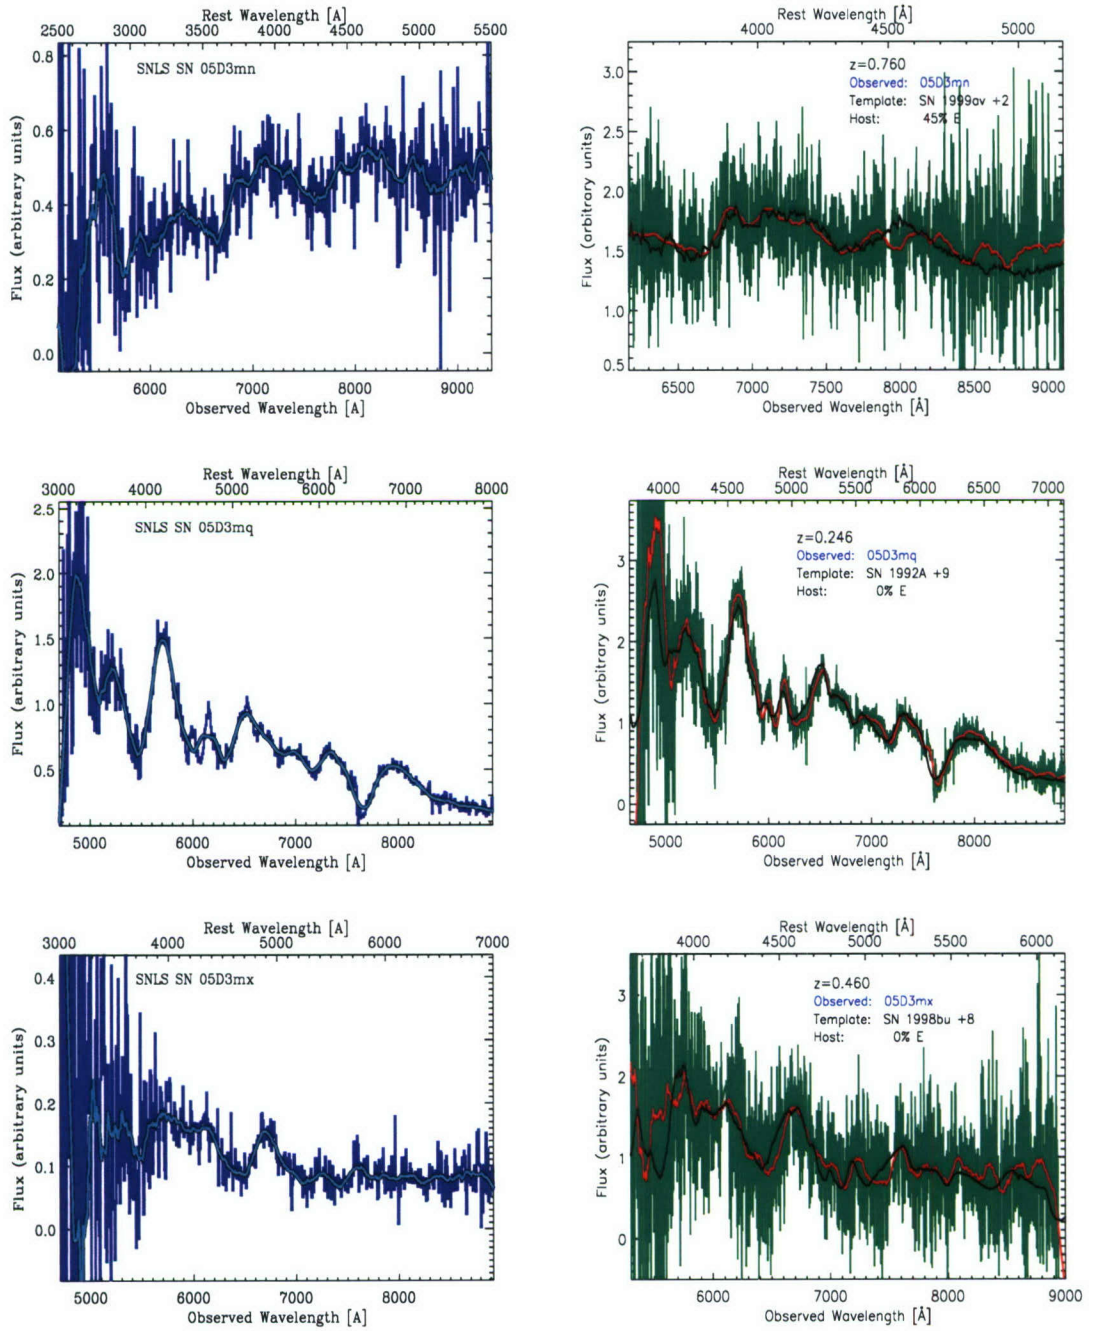 Rest Wavelength [A]
2500 3000 3500 4000 4500 5000 5500
SNLS SN 05D3mn
Flux (arbitrary units)
0.8
0.6
0.4
0.2
0.0
6000 7000 8000 9000
Observed Wavelength [A]
Rest Wavelength [Å]
4000 4500 5000
z=0.760
Observed: 05D3mn
Template: SN 1999av +2
Host: 45% E
Flux (arbitrary units)
3.0
2.5
2.0
1.5
1.0
0.5
6500 7000 7500 8000 8500 9000
Observed Wavelength [Å]
Rest Wavelength [A]
3000 4000 5000 6000 7000 8000
SNLS SN 05D3mq
Flux (arbitrary units)
2.5
2.0
1.5
1.0
0.5
5000 6000 7000 8000
Observed Wavelength [A]
Rest Wavelength [Å]
4000 4500 5000 5500 6000 6500 7000
z=0.246
Observed: 05D3mq
Template: SN 1992A +9
Host: 0% E
Flux (arbitrary units)
3
2
1
0
5000 6000 7000 8000
Observed Wavelength [Å]
Rest Wavelength [A]
3000 4000 5000 6000 7000
SNLS SN 05D3mx
Flux (arbitrary units)
0.4
0.3
0.2
0.1
0.0
5000 6000 7000 8000
Observed Wavelength [A]
Rest Wavelength [Å]
4000 4500 5000 5500 6000
z=0.460
Observed: 05D3mx
Template: SN 1998bu +8
Host: 0% E
Flux (arbitrary units)
3
2
1
0
6000 7000 8000 9000
Observed Wavelength [Å]